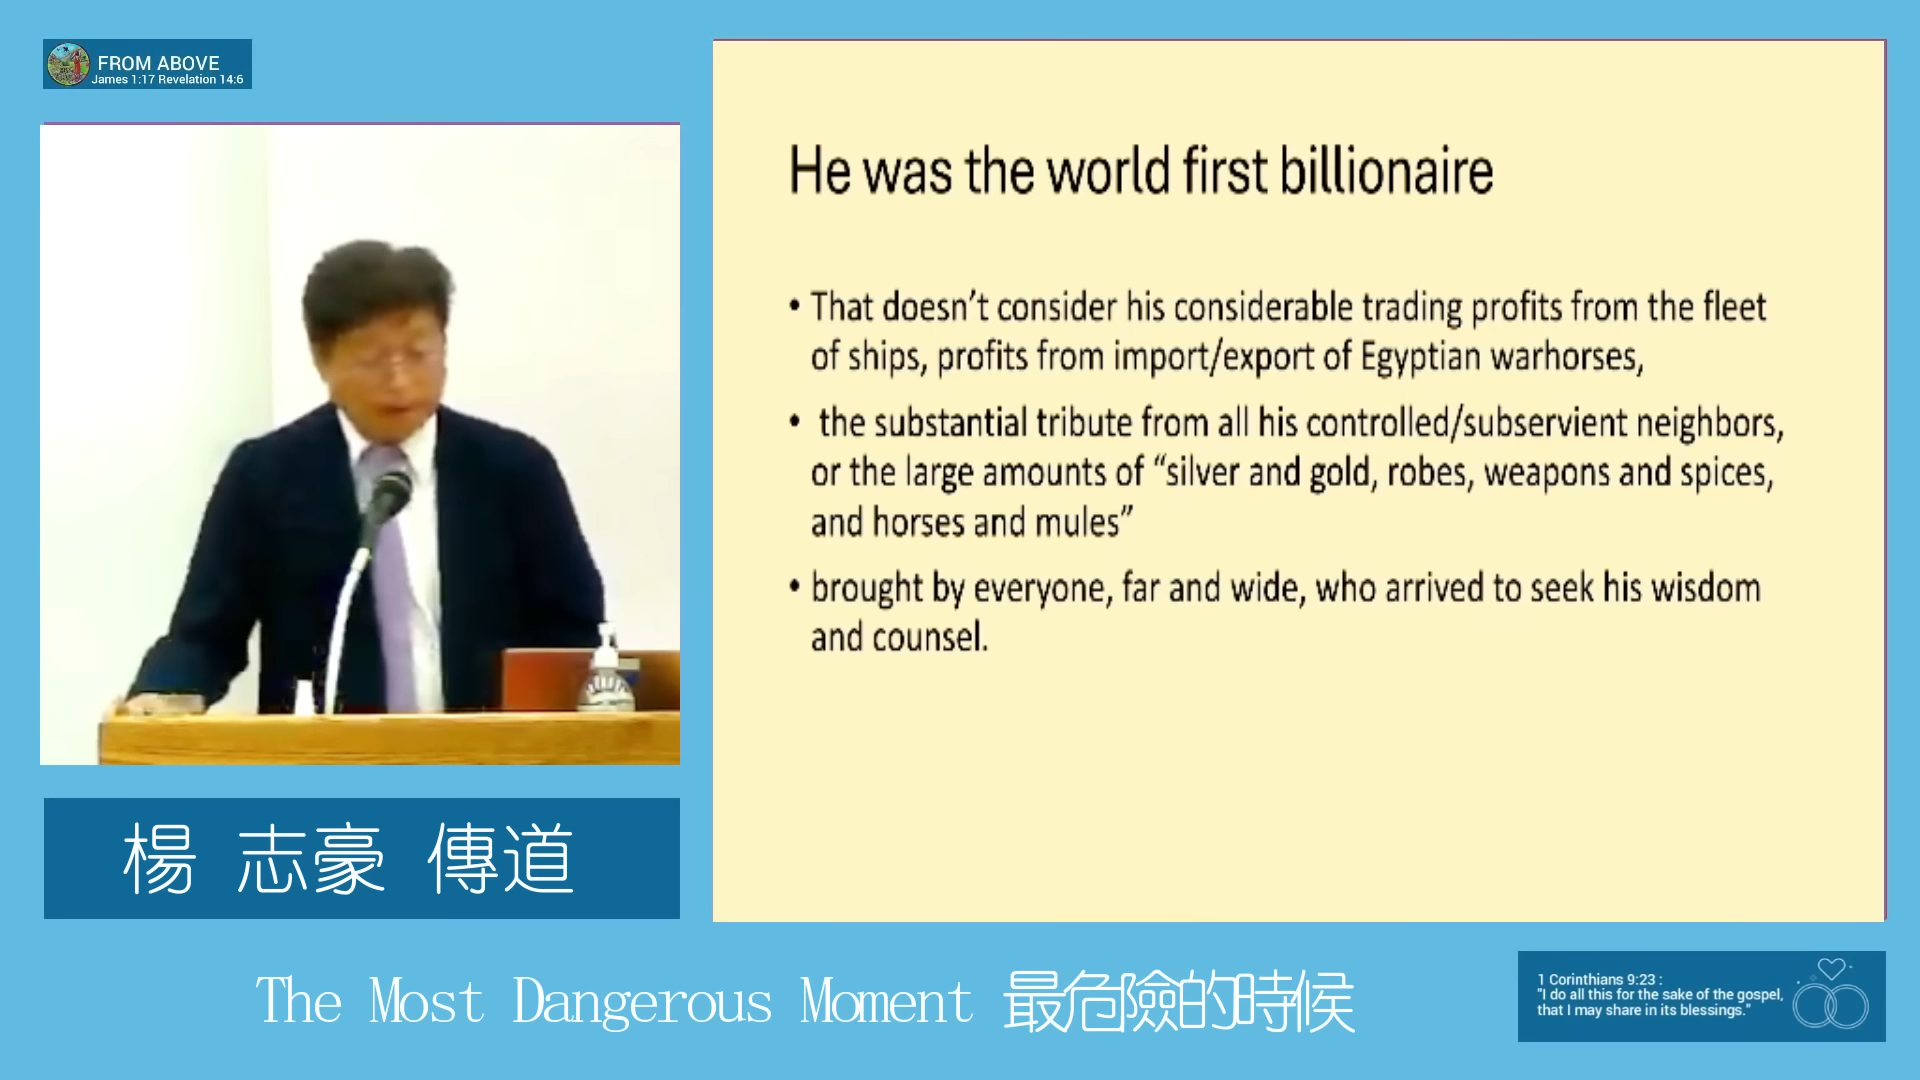 FROM ABOVE
James 1:17 Revelation 14:6
He was the world first billionaire
• That doesn’t consider his considerable trading profits from the fleet
of ships, profits from import/export of Egyptian warhorses,
• the substantial tribute from all his controlled/subservient neighbors,
or the large amounts of “silver and gold, robes, weapons and spices,
and horses and mules”
• brought by everyone, far and wide, who arrived to seek his wisdom
and counsel.
楊 志豪 傳道
The Most Dangerous Moment 最危險的時候
1 Corinthians 9:23 :
"I do all this for the sake of the gospel,
that I may share in its blessings."